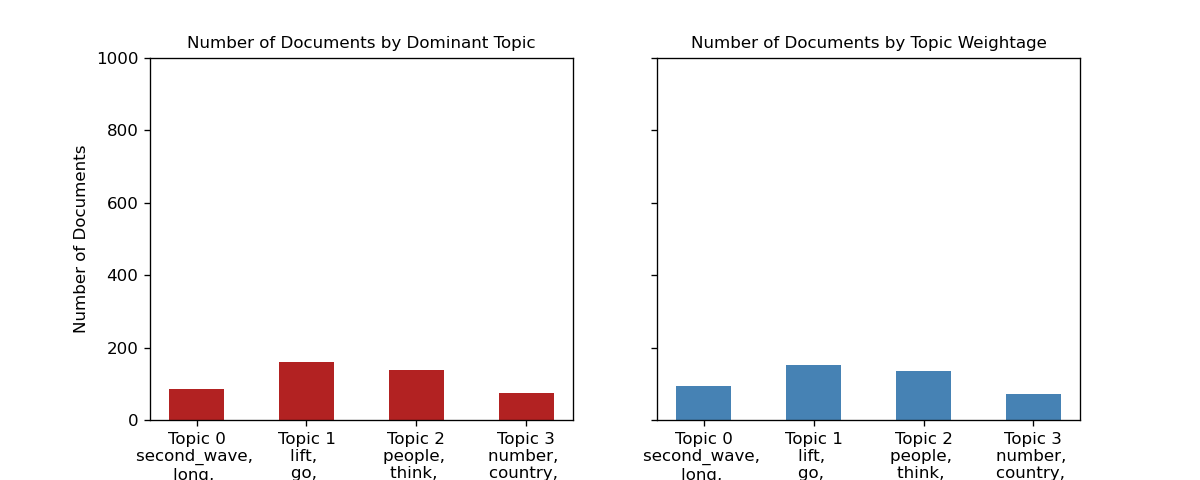 Number of Documents by Dominant Topic
Number of Documents
1000
800
600
400
200
0
Topic 0
second_wave,
long,
Topic 1
lift,
go,
Topic 2
people,
think,
Topic 3
number,
country,
Number of Documents by Topic Weightage
Topic 0
second_wave,
long,
Topic 1
lift,
go,
Topic 2
people,
think,
Topic 3
number,
country,